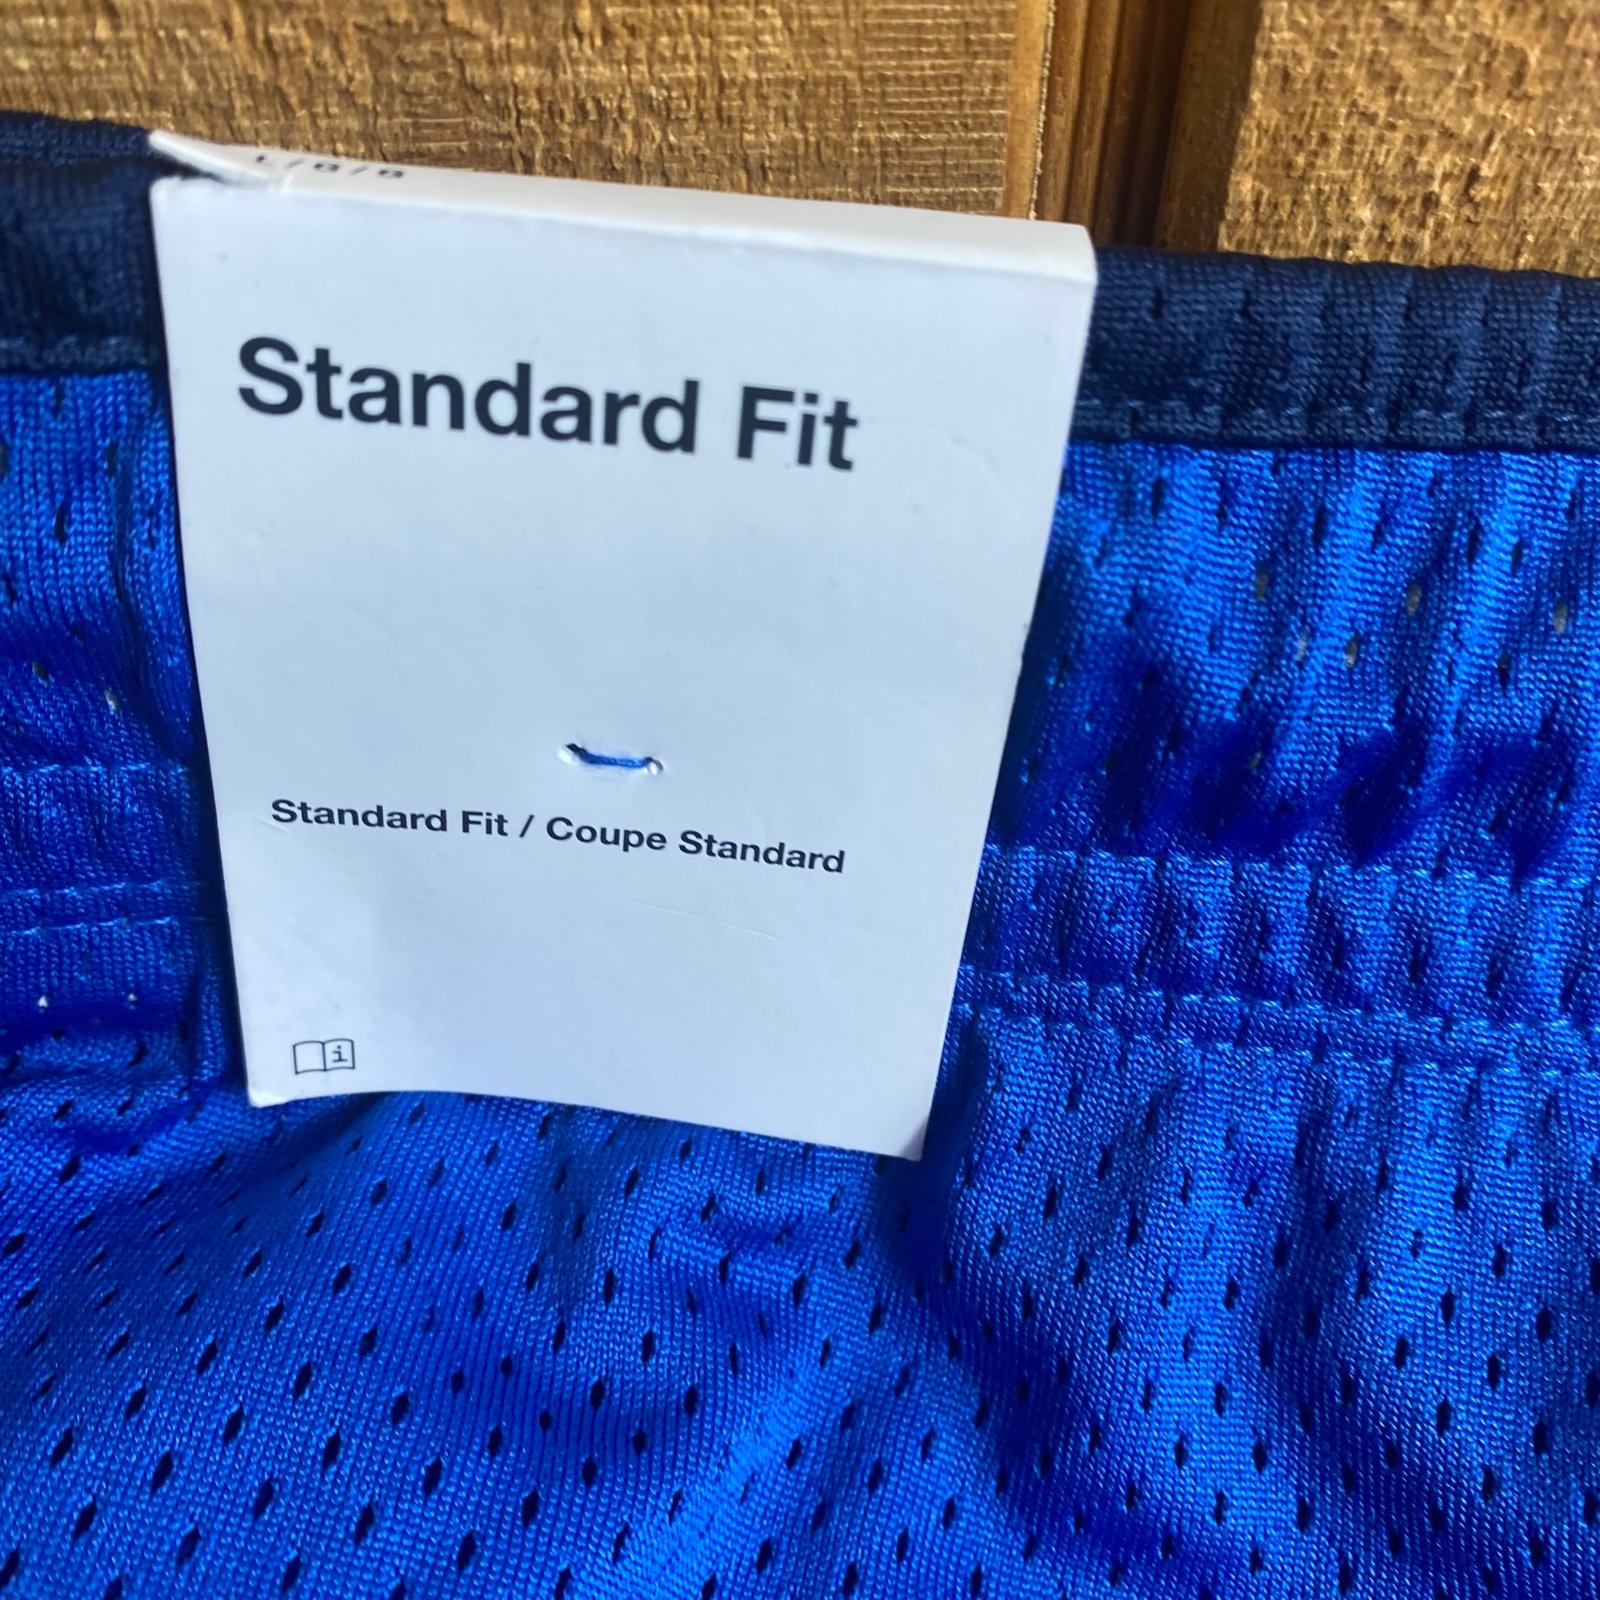 L/G/G
Standard Fit
Standard Fit / Coupe Standard
i